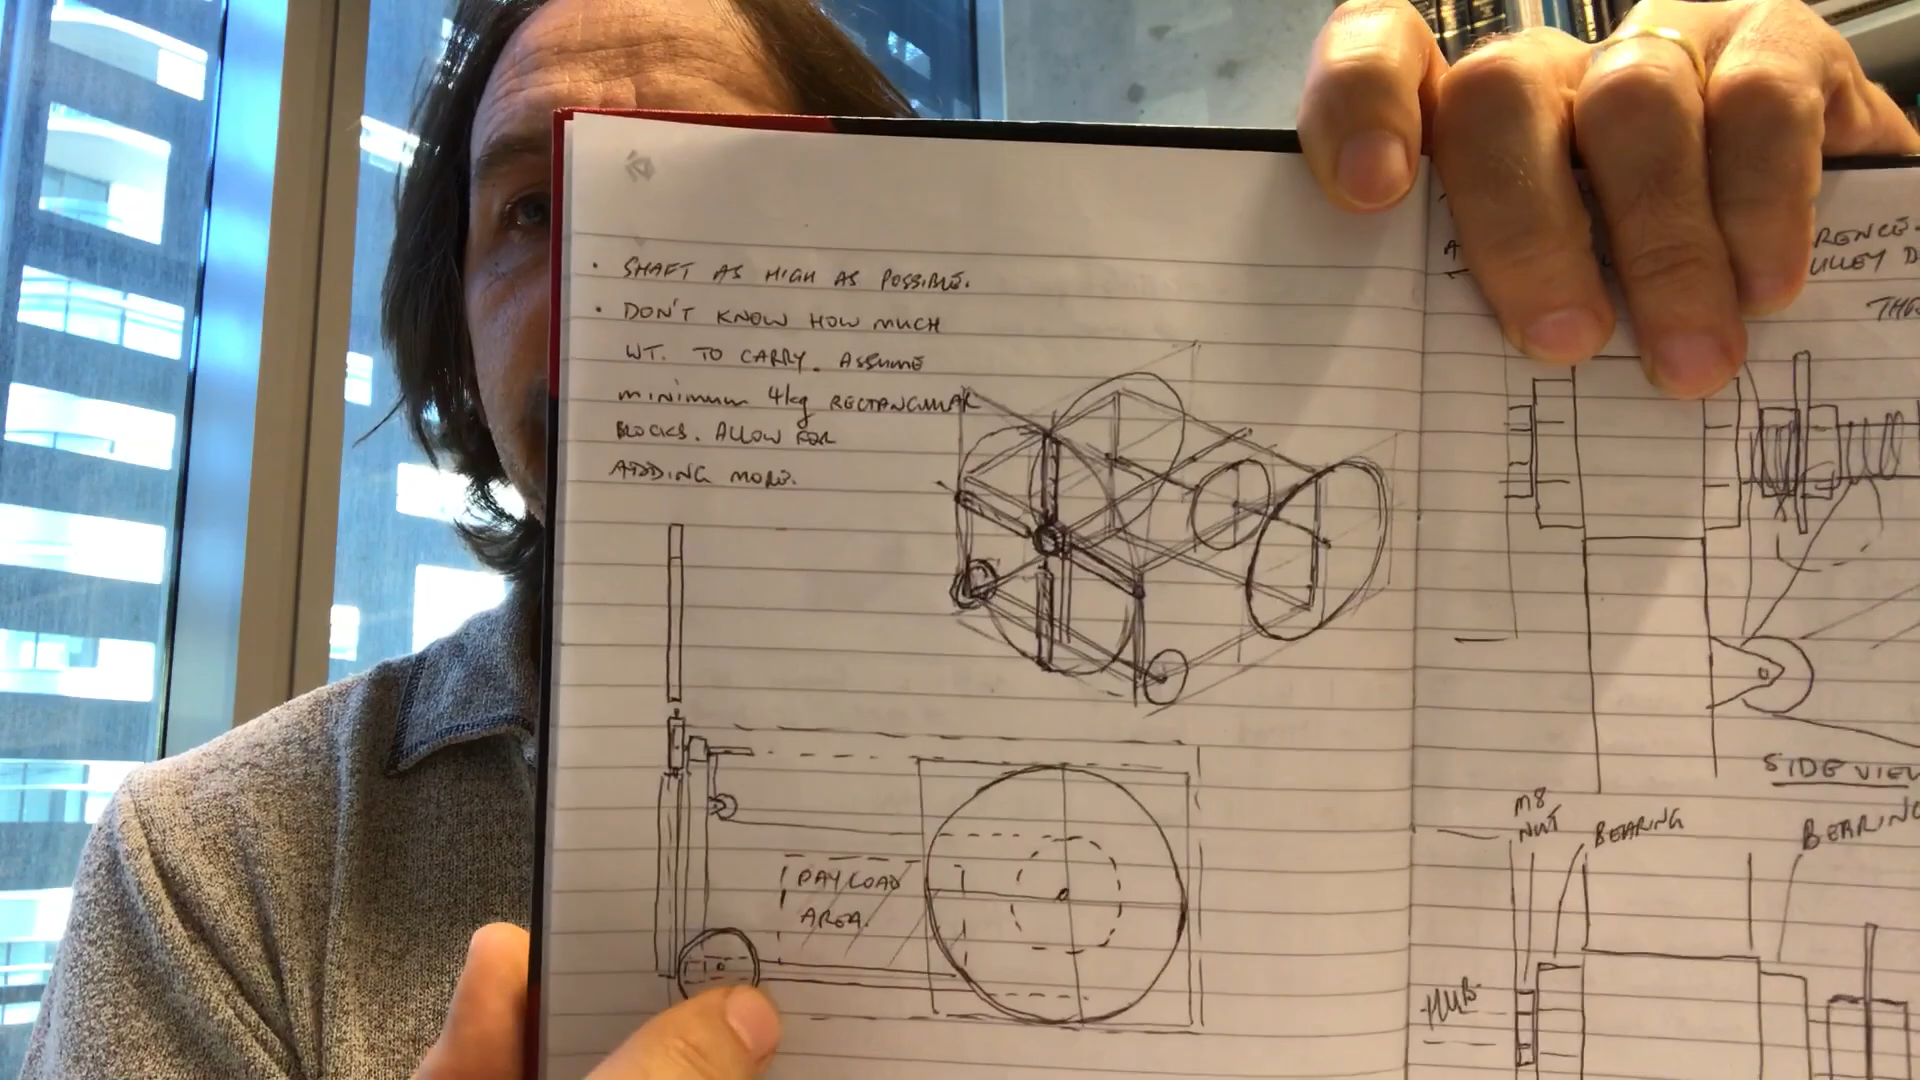 • SHAFT AS HIGH AS POSSIBLE.
• DON'T KNOW HOW MUCH
WT. TO CARRY. ASSUME
minimum 4kg RECTANGULAR
BLOCKS. ALLOW FOR
ADDING MORE.
PAYLOAD
AREA
SIDE VIEW
M8
NUT
BEARING
BEARING
HUB